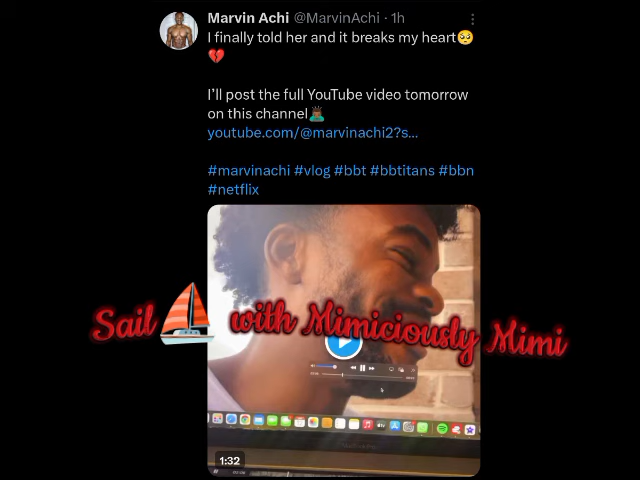 Marvin Achi @MarvinAchi · 1h
I finally told her and it breaks my heart🥺
💔
I'll post the full YouTube video tomorrow
on this channel
youtube.com/@marvinachi2?s...
#marvinachi #vlog #bbt #bbtitans #bbn
#netflix
Sail with Mimiciously Mimi
1:32